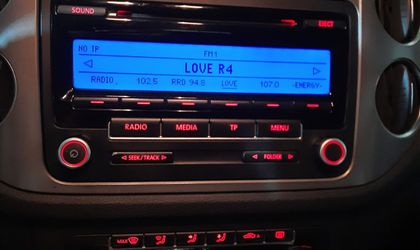 SOUND
EJECT
NO TP
FM1
LOVE R4
RADIO. 102.5 RRD 94.8 LOVE 107.0 -ENERGY-
RADIO MEDIA TP MENU
SEEK/TRACK FOLDER
MAX